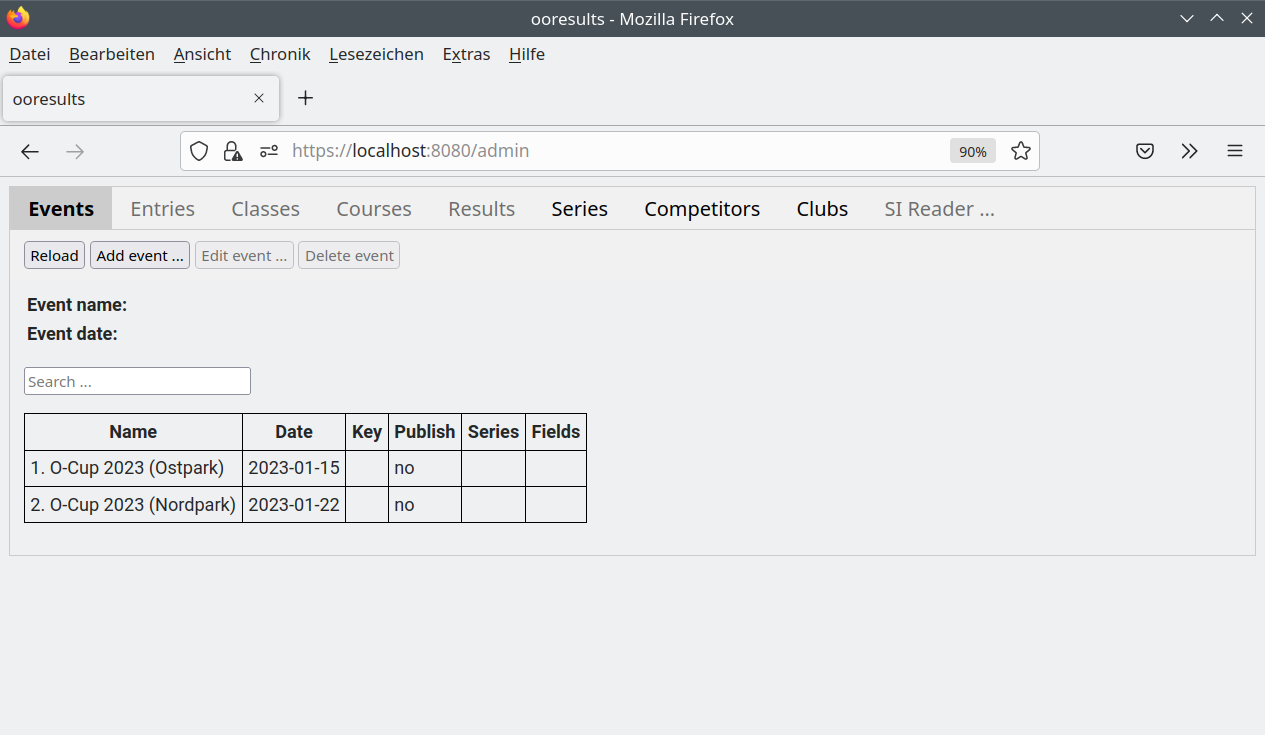 ooresults - Mozilla Firefox
Datei Bearbeiten Ansicht Chronik Lesezeichen Extras Hilfe
ooresults
https://localhost:8080/admin 90%
Events Entries Classes Courses Results Series Competitors Clubs SI Reader ...
Reload Add event ... Edit event ... Delete event
Event name:
Event date:
Search ...
Name Date Key Publish Series Fields
1. O-Cup 2023 (Ostpark) 2023-01-15 no
2. O-Cup 2023 (Nordpark) 2023-01-22 no